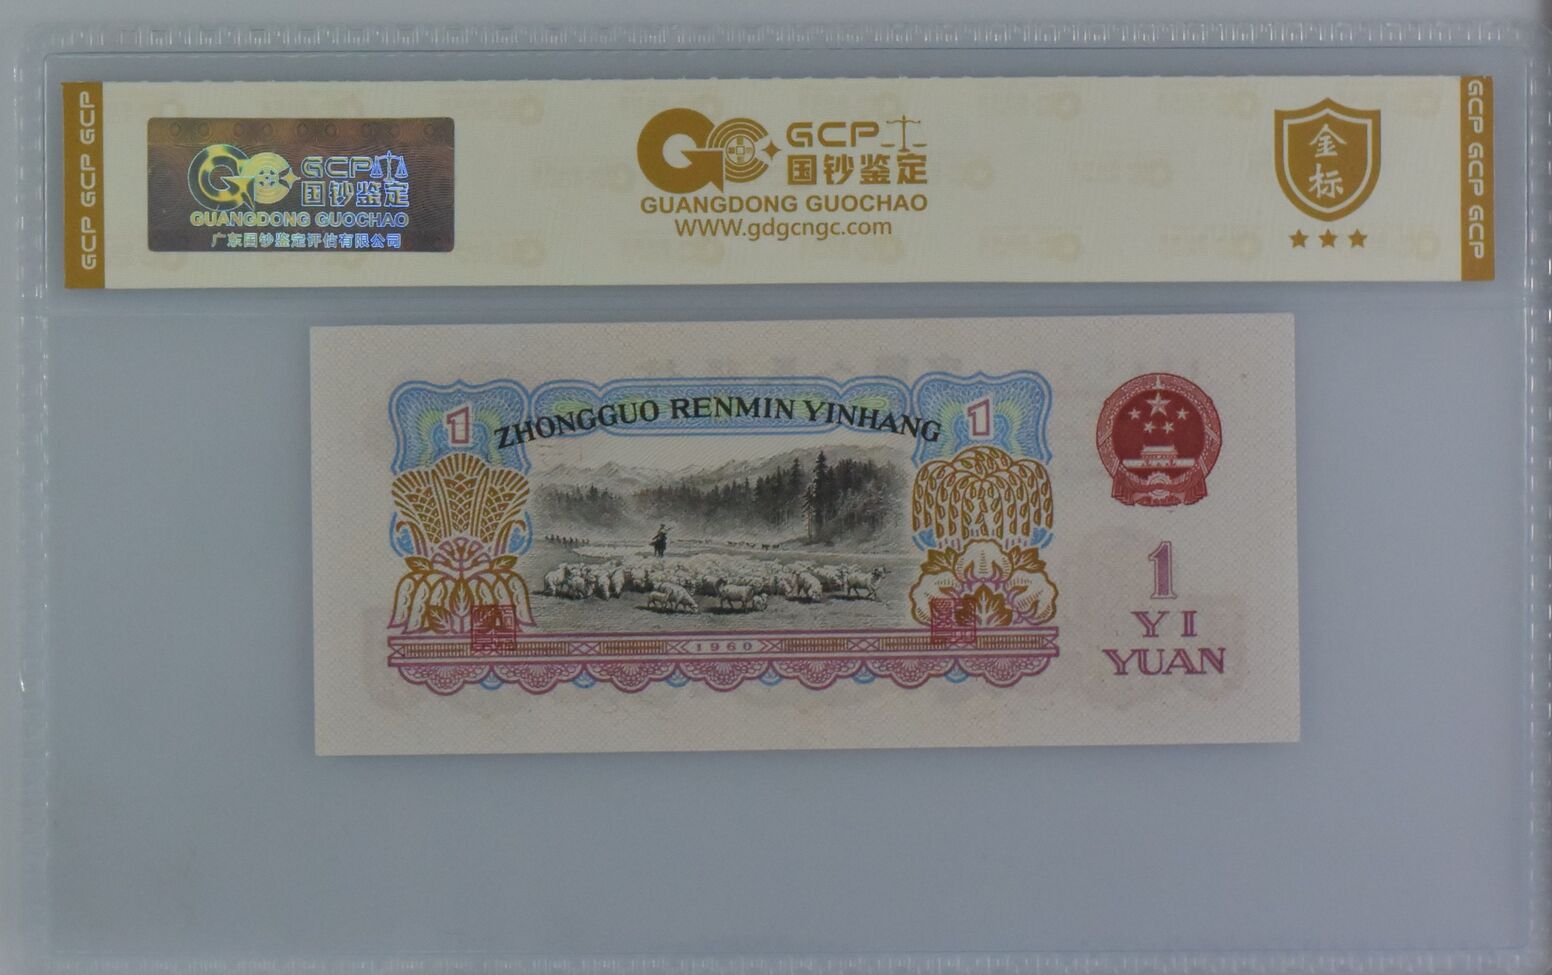 GCP GCP GCP
GCP
国钞鉴定
GUANGDONG GUOCHAO
广东国钞鉴定评估有限公司
GCP
国钞鉴定
GUANGDONG GUOCHAO
WWW.gdgcngc.com
金
标
GCP GCP GCP
1
ZHONGGUO RENMIN YINHANG
1
1960
1
YI
YUAN